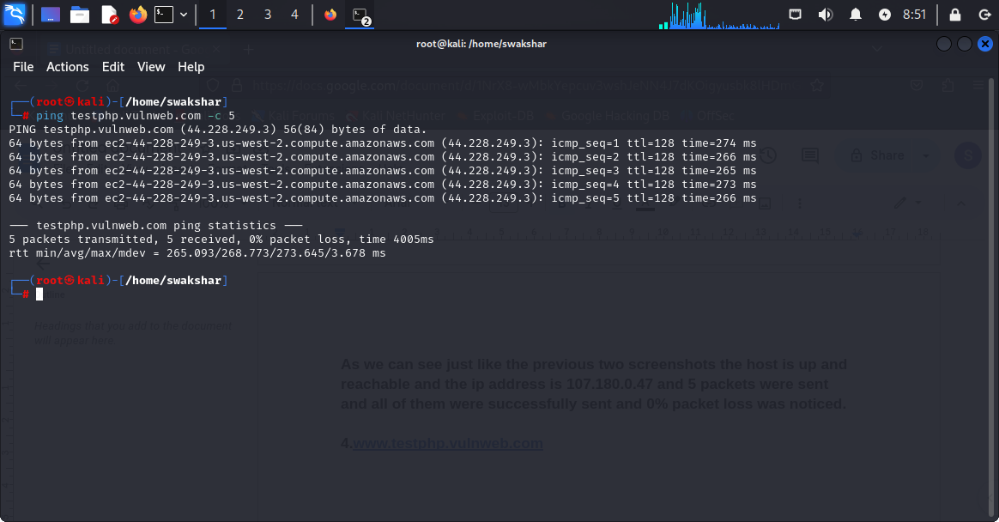 1 2 3 4 2 8:51
root@kali: /home/swakshar
File Actions Edit View Help
┌──(root㉿kali)-[/home/swakshar]
└─# ping testphp.vulnweb.com -c 5
PING testphp.vulnweb.com (44.228.249.3) 56(84) bytes of data.
64 bytes from ec2-44-228-249-3.us-west-2.compute.amazonaws.com (44.228.249.3): icmp_seq=1 ttl=128 time=274 ms
64 bytes from ec2-44-228-249-3.us-west-2.compute.amazonaws.com (44.228.249.3): icmp_seq=2 ttl=128 time=266 ms
64 bytes from ec2-44-228-249-3.us-west-2.compute.amazonaws.com (44.228.249.3): icmp_seq=3 ttl=128 time=265 ms
64 bytes from ec2-44-228-249-3.us-west-2.compute.amazonaws.com (44.228.249.3): icmp_seq=4 ttl=128 time=273 ms
64 bytes from ec2-44-228-249-3.us-west-2.compute.amazonaws.com (44.228.249.3): icmp_seq=5 ttl=128 time=266 ms
--- testphp.vulnweb.com ping statistics ---
5 packets transmitted, 5 received, 0% packet loss, time 4005ms
rtt min/avg/max/mdev = 265.093/268.773/273.645/3.678 ms
┌──(root㉿kali)-[/home/swakshar]
└─#
Untitled document - Goo
Kali Forums Kali NetHunter Exploit-DB Google Hacking DB OffSec
Share S
Headings that you add to the document
will appear here.
As we can see just like the previous two screenshots the host is up and
reachable and the ip address is 107.180.0.47 and 5 packets were sent
and all of them were successfully sent and 0% packet loss was noticed.
4.www.testphp.vulnweb.com